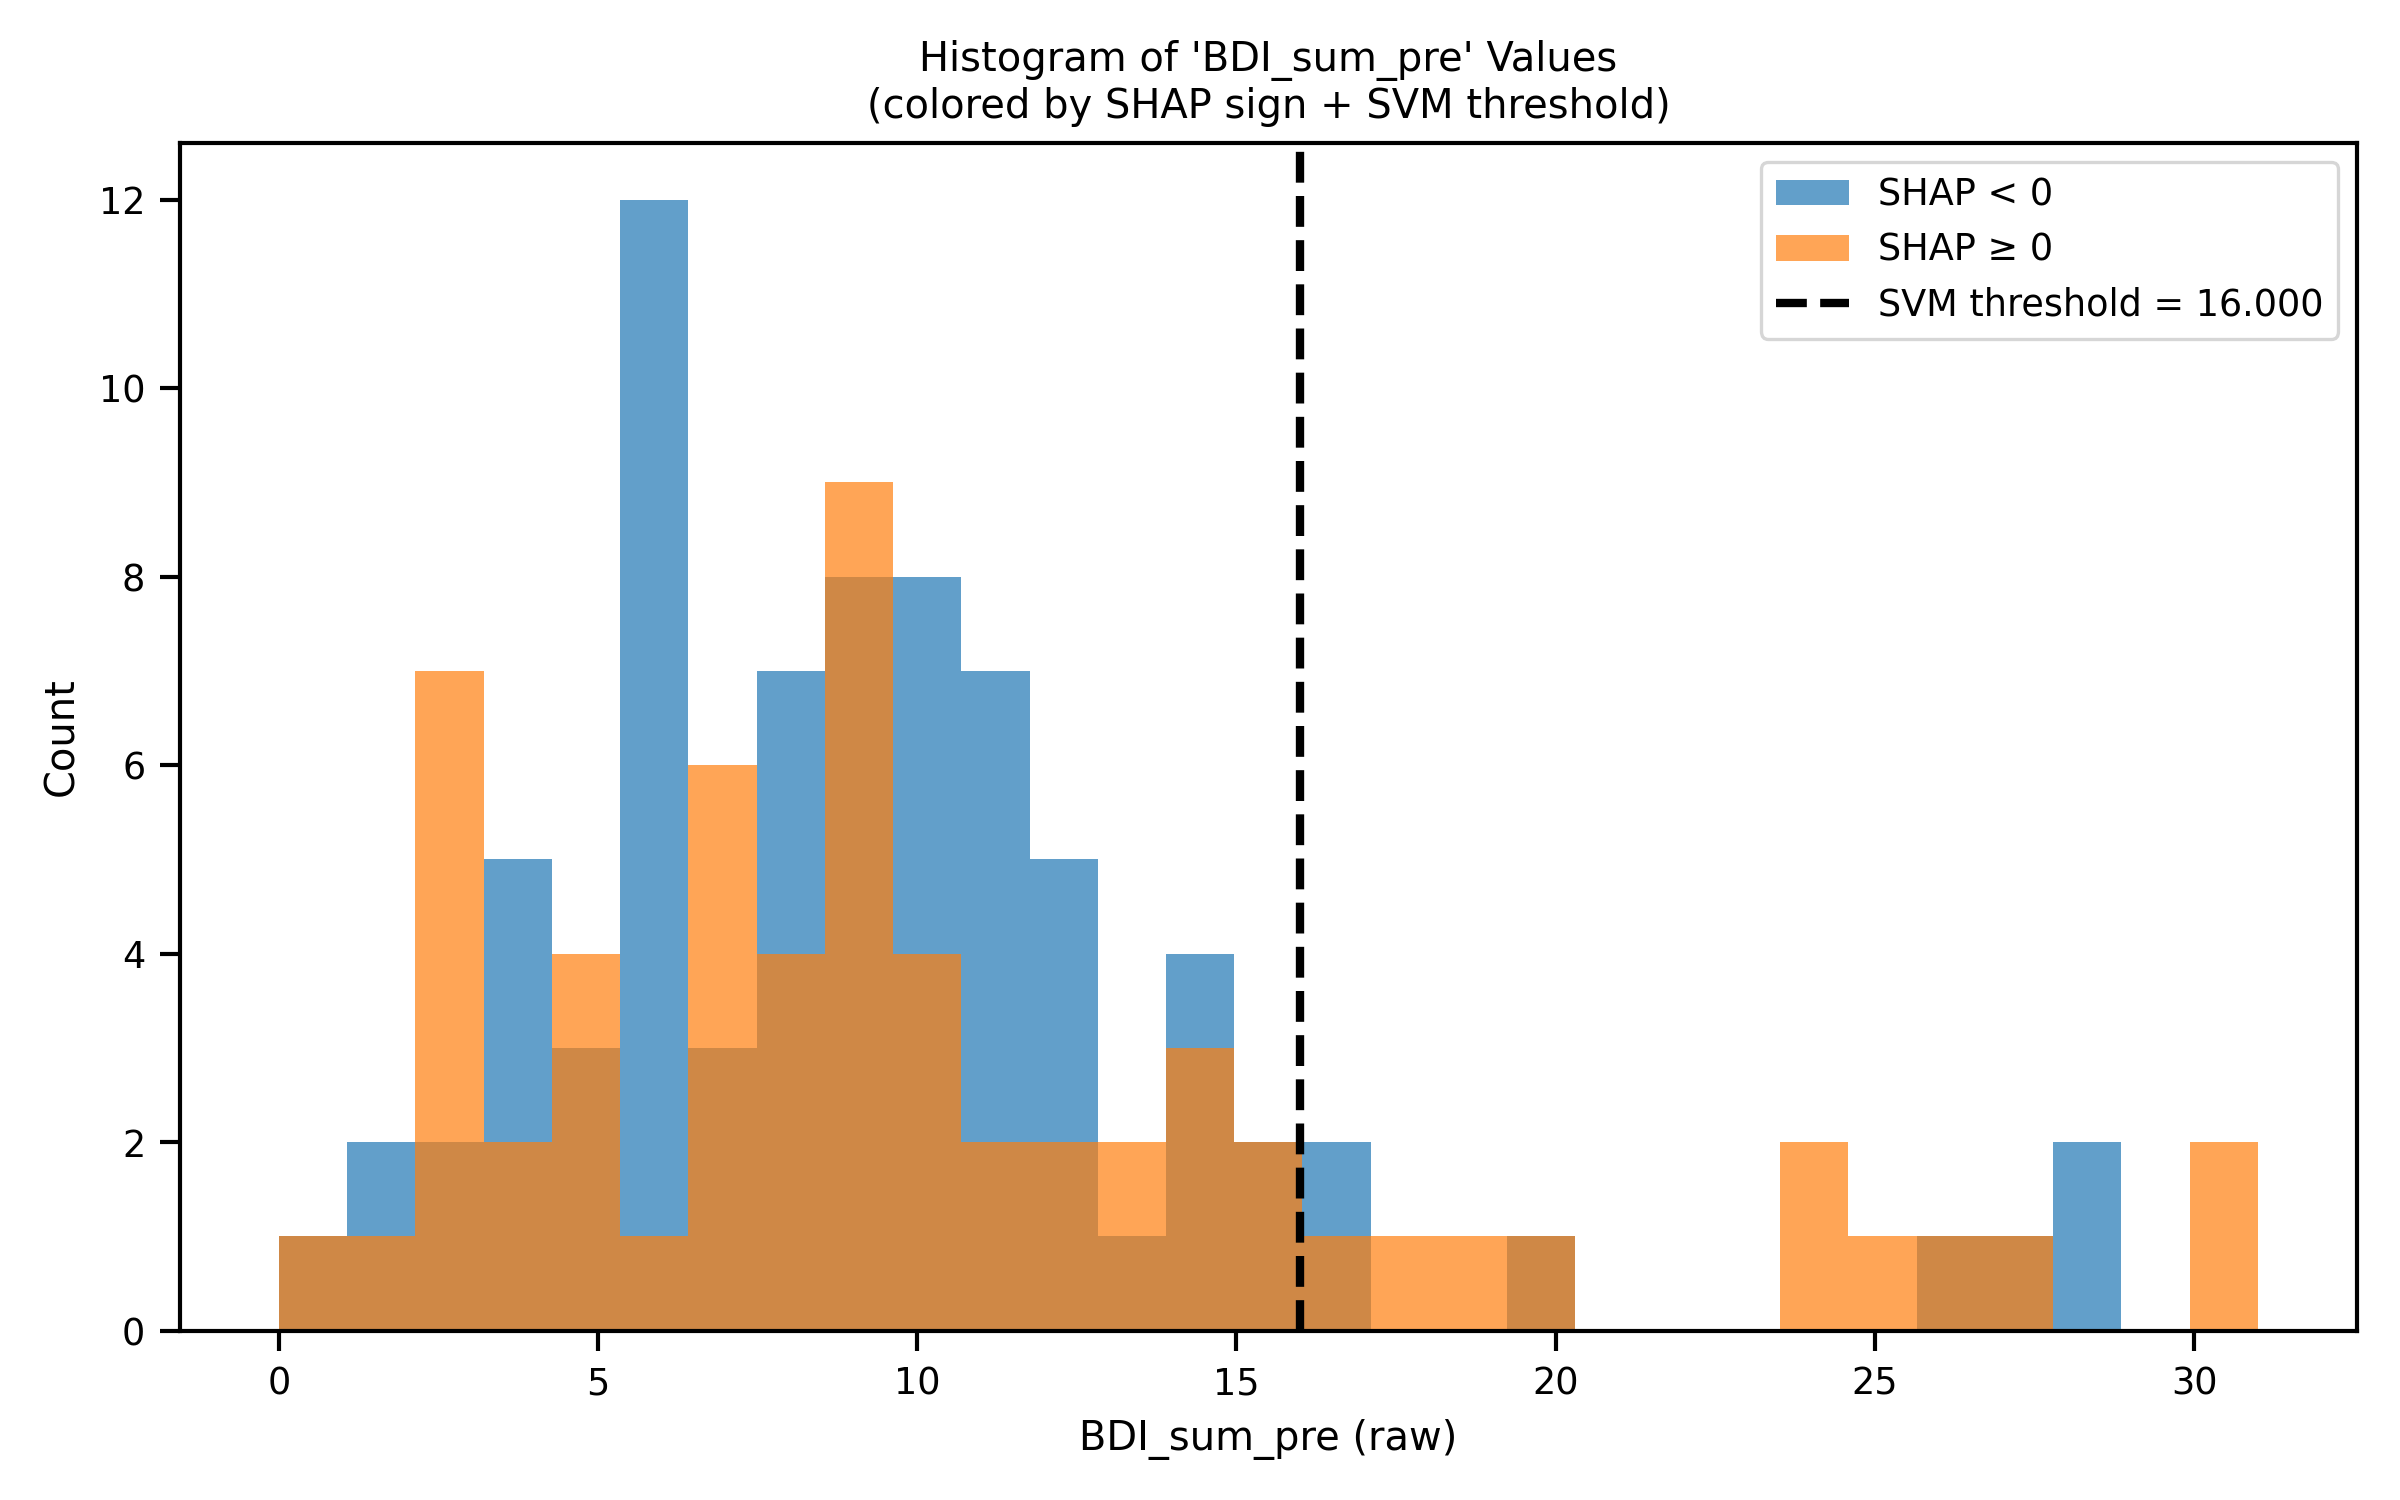 Histogram of 'BDI_sum_pre' Values
(colored by SHAP sign + SVM threshold)
SHAP < 0
SHAP ≥ 0
SVM threshold = 16.000
Count
12
10
8
6
4
2
0
0 5 10 15 20 25 30
BDI_sum_pre (raw)